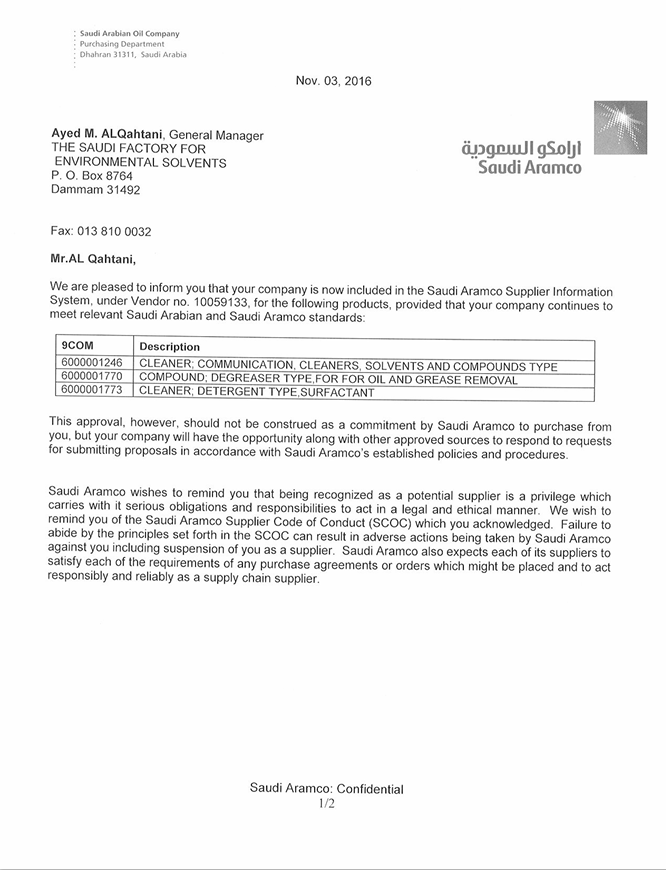 Saudi Arabian Oil Company
Purchasing Department
Dhahran 31311, Saudi Arabia
Nov. 03, 2016
Ayed M. ALQahtani, General Manager
THE SAUDI FACTORY FOR
ENVIRONMENTAL SOLVENTS
P. O. Box 8764
Dammam 31492
ارامكو السعودية
Saudi Aramco
Fax: 013 810 0032
Mr.AL Qahtani,
We are pleased to inform you that your company is now included in the Saudi Aramco Supplier Information
System, under Vendor no. 10059133, for the following products, provided that your company continues to
meet relevant Saudi Arabian and Saudi Aramco standards:
9COM Description
6000001246 CLEANER; COMMUNICATION, CLEANERS, SOLVENTS AND COMPOUNDS TYPE
6000001770 COMPOUND; DEGREASER TYPE,FOR FOR OIL AND GREASE REMOVAL
6000001773 CLEANER; DETERGENT TYPE,SURFACTANT
This approval, however, should not be construed as a commitment by Saudi Aramco to purchase from
you, but your company will have the opportunity along with other approved sources to respond to requests
for submitting proposals in accordance with Saudi Aramco's established policies and procedures.
Saudi Aramco wishes to remind you that being recognized as a potential supplier is a privilege which
carries with it serious obligations and responsibilities to act in a legal and ethical manner. We wish to
remind you of the Saudi Aramco Supplier Code of Conduct (SCOC) which you acknowledged. Failure to
abide by the principles set forth in the SCOC can result in adverse actions being taken by Saudi Aramco
against you including suspension of you as a supplier. Saudi Aramco also expects each of its suppliers to
satisfy each of the requirements of any purchase agreements or orders which might be placed and to act
responsibly and reliably as a supply chain supplier.
Saudi Aramco: Confidential
1/2